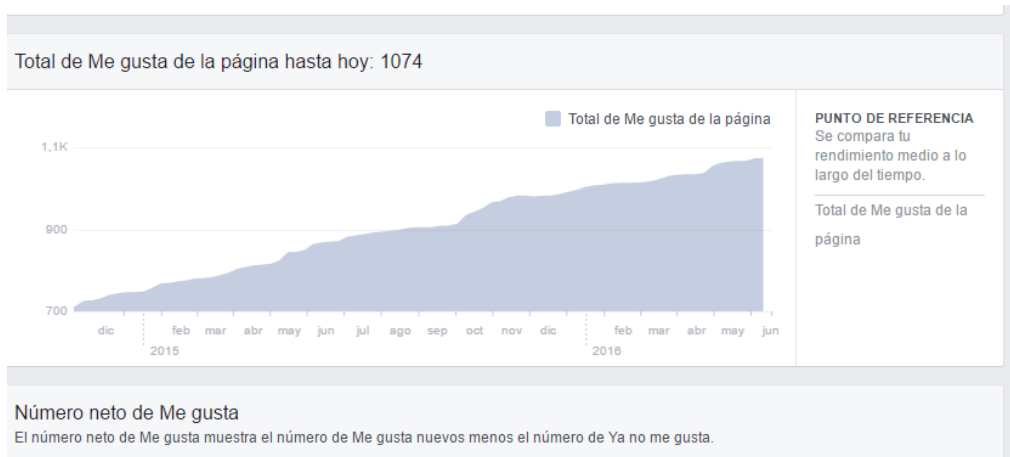 Total de Me gusta de la página hasta hoy: 1074
Total de Me gusta de la página
PUNTO DE REFERENCIA
Se compara tu
rendimiento medio a lo
largo del tiempo.
Total de Me gusta de la
página
1,1K
900
700
dic feb mar abr may jun jul ago sep oct nov dic feb mar abr may jun
2015 2016
Número neto de Me gusta
El número neto de Me gusta muestra el número de Me gusta nuevos menos el número de Ya no me gusta.